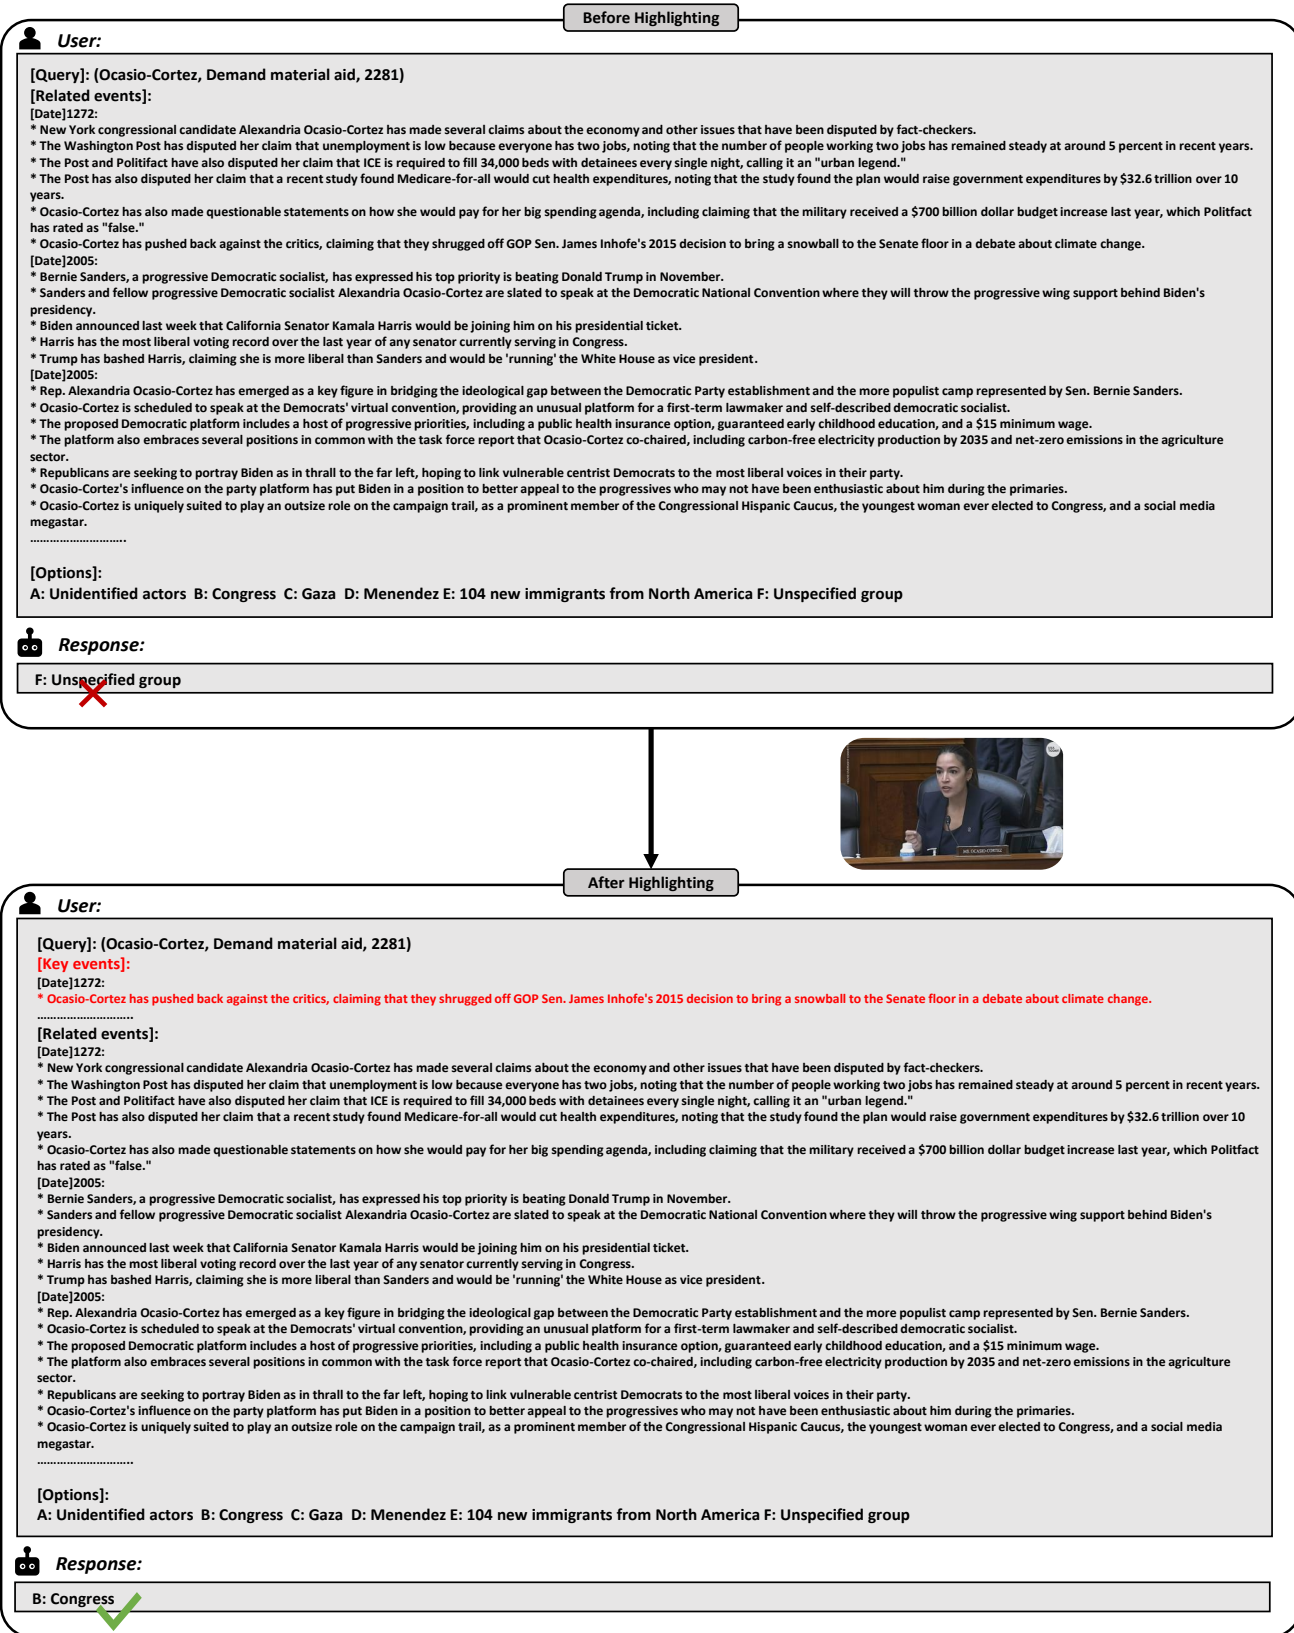 Before Highlighting
User:
[Query]: (Ocasio-Cortez, Demand material aid, 2281)
[Related events]:
[Date]1272:
* New York congressional candidate Alexandria Ocasio-Cortez has made several claims about the economy and other issues that have been disputed by fact-checkers.
* The Washington Post has disputed her claim that unemployment is low because everyone has two jobs, noting that the number of people working two jobs has remained steady at around 5 percent in recent years.
* The Post and Politifact have also disputed her claim that ICE is required to fill 34,000 beds with detainees every single night, calling it an "urban legend."
* The Post has also disputed her claim that a recent study found Medicare-for-all would cut health expenditures, noting that the study found the plan would raise government expenditures by $32.6 trillion over 10
years.
* Ocasio-Cortez has also made questionable statements on how she would pay for her big spending agenda, including claiming that the military received a $700 billion dollar budget increase last year, which Politfact
has rated as "false."
* Ocasio-Cortez has pushed back against the critics, claiming that they shrugged off GOP Sen. James Inhofe's 2015 decision to bring a snowball to the Senate floor in a debate about climate change.
[Date]2005:
* Bernie Sanders, a progressive Democratic socialist, has expressed his top priority is beating Donald Trump in November.
* Sanders and fellow progressive Democratic socialist Alexandria Ocasio-Cortez are slated to speak at the Democratic National Convention where they will throw the progressive wing support behind Biden's
presidency.
* Biden announced last week that California Senator Kamala Harris would be joining him on his presidential ticket.
* Harris has the most liberal voting record over the last year of any senator currently serving in Congress.
* Trump has bashed Harris, claiming she is more liberal than Sanders and would be 'running' the White House as vice president.
[Date]2005:
* Rep. Alexandria Ocasio-Cortez has emerged as a key figure in bridging the ideological gap between the Democratic Party establishment and the more populist camp represented by Sen. Bernie Sanders.
* Ocasio-Cortez is scheduled to speak at the Democrats' virtual convention, providing an unusual platform for a first-term lawmaker and self-described democratic socialist.
* The proposed Democratic platform includes a host of progressive priorities, including a public health insurance option, guaranteed early childhood education, and a $15 minimum wage.
* The platform also embraces several positions in common with the task force report that Ocasio-Cortez co-chaired, including carbon-free electricity production by 2035 and net-zero emissions in the agriculture
sector.
* Republicans are seeking to portray Biden as in thrall to the far left, hoping to link vulnerable centrist Democrats to the most liberal voices in their party.
* Ocasio-Cortez's influence on the party platform has put Biden in a position to better appeal to the progressives who may not have been enthusiastic about him during the primaries.
* Ocasio-Cortez is uniquely suited to play an outsize role on the campaign trail, as a prominent member of the Congressional Hispanic Caucus, the youngest woman ever elected to Congress, and a social media
megastar.
………………………..
[Options]:
A: Unidentified actors B: Congress C: Gaza D: Menendez E: 104 new immigrants from North America F: Unspecified group
Response:
F: Unspecified group
MS. OCASIO-CORTEZ
After Highlighting
User:
[Query]: (Ocasio-Cortez, Demand material aid, 2281)
[Key events]:
[Date]1272:
* Ocasio-Cortez has pushed back against the critics, claiming that they shrugged off GOP Sen. James Inhofe's 2015 decision to bring a snowball to the Senate floor in a debate about climate change.
………………………..
[Related events]:
[Date]1272:
* New York congressional candidate Alexandria Ocasio-Cortez has made several claims about the economy and other issues that have been disputed by fact-checkers.
* The Washington Post has disputed her claim that unemployment is low because everyone has two jobs, noting that the number of people working two jobs has remained steady at around 5 percent in recent years.
* The Post and Politifact have also disputed her claim that ICE is required to fill 34,000 beds with detainees every single night, calling it an "urban legend."
* The Post has also disputed her claim that a recent study found Medicare-for-all would cut health expenditures, noting that the study found the plan would raise government expenditures by $32.6 trillion over 10
years.
* Ocasio-Cortez has also made questionable statements on how she would pay for her big spending agenda, including claiming that the military received a $700 billion dollar budget increase last year, which Politfact
has rated as "false."
[Date]2005:
* Bernie Sanders, a progressive Democratic socialist, has expressed his top priority is beating Donald Trump in November.
* Sanders and fellow progressive Democratic socialist Alexandria Ocasio-Cortez are slated to speak at the Democratic National Convention where they will throw the progressive wing support behind Biden's
presidency.
* Biden announced last week that California Senator Kamala Harris would be joining him on his presidential ticket.
* Harris has the most liberal voting record over the last year of any senator currently serving in Congress.
* Trump has bashed Harris, claiming she is more liberal than Sanders and would be 'running' the White House as vice president.
[Date]2005:
* Rep. Alexandria Ocasio-Cortez has emerged as a key figure in bridging the ideological gap between the Democratic Party establishment and the more populist camp represented by Sen. Bernie Sanders.
* Ocasio-Cortez is scheduled to speak at the Democrats' virtual convention, providing an unusual platform for a first-term lawmaker and self-described democratic socialist.
* The proposed Democratic platform includes a host of progressive priorities, including a public health insurance option, guaranteed early childhood education, and a $15 minimum wage.
* The platform also embraces several positions in common with the task force report that Ocasio-Cortez co-chaired, including carbon-free electricity production by 2035 and net-zero emissions in the agriculture
sector.
* Republicans are seeking to portray Biden as in thrall to the far left, hoping to link vulnerable centrist Democrats to the most liberal voices in their party.
* Ocasio-Cortez's influence on the party platform has put Biden in a position to better appeal to the progressives who may not have been enthusiastic about him during the primaries.
* Ocasio-Cortez is uniquely suited to play an outsize role on the campaign trail, as a prominent member of the Congressional Hispanic Caucus, the youngest woman ever elected to Congress, and a social media
megastar.
………………………..
[Options]:
A: Unidentified actors B: Congress C: Gaza D: Menendez E: 104 new immigrants from North America F: Unspecified group
Response:
B: Congress